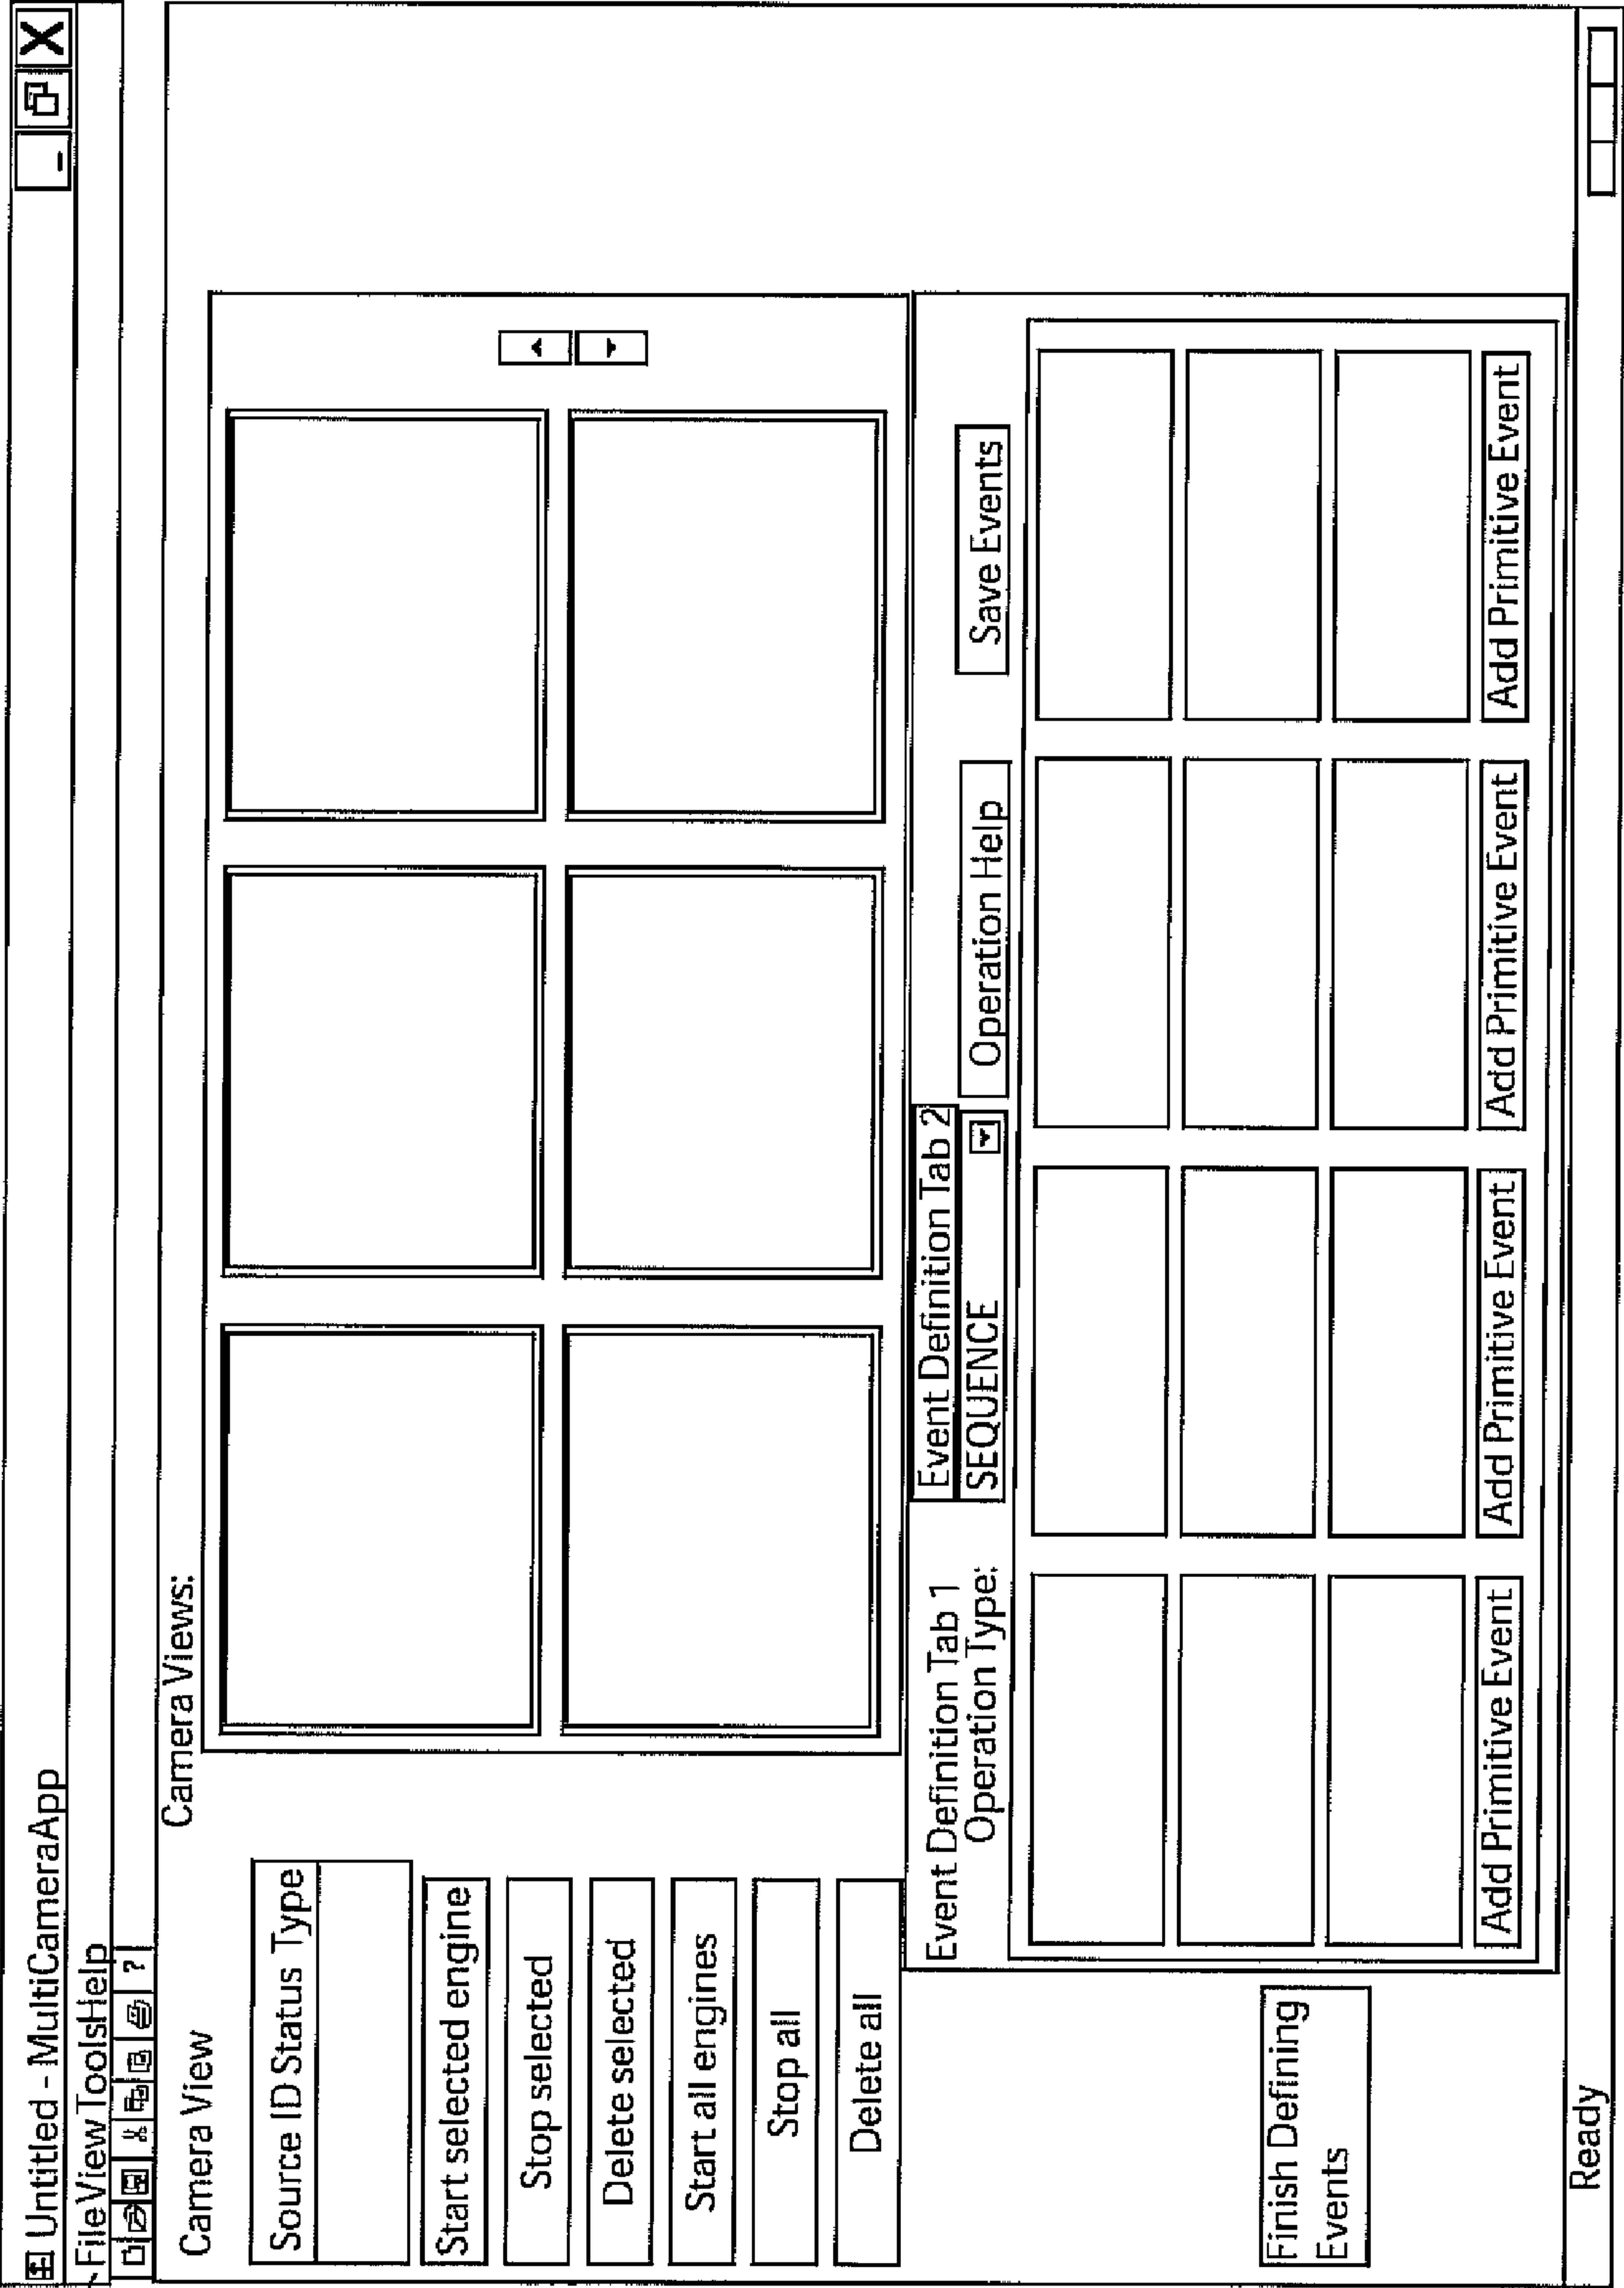 Untitled - MultiCameraApp
File View Tools Help
?
Camera View
Camera Views:
Source ID Status Type
Start selected engine
Stop selected
Delete selected
Start all engines
Stop all
Delete all
Event Definition Tab 1 Event Definition Tab 2
Operation Type: SEQUENCE Operation Help Save Events
Add Primitive Event Add Primitive Event Add Primitive Event Add Primitive Event
Finish Defining
Events
Ready